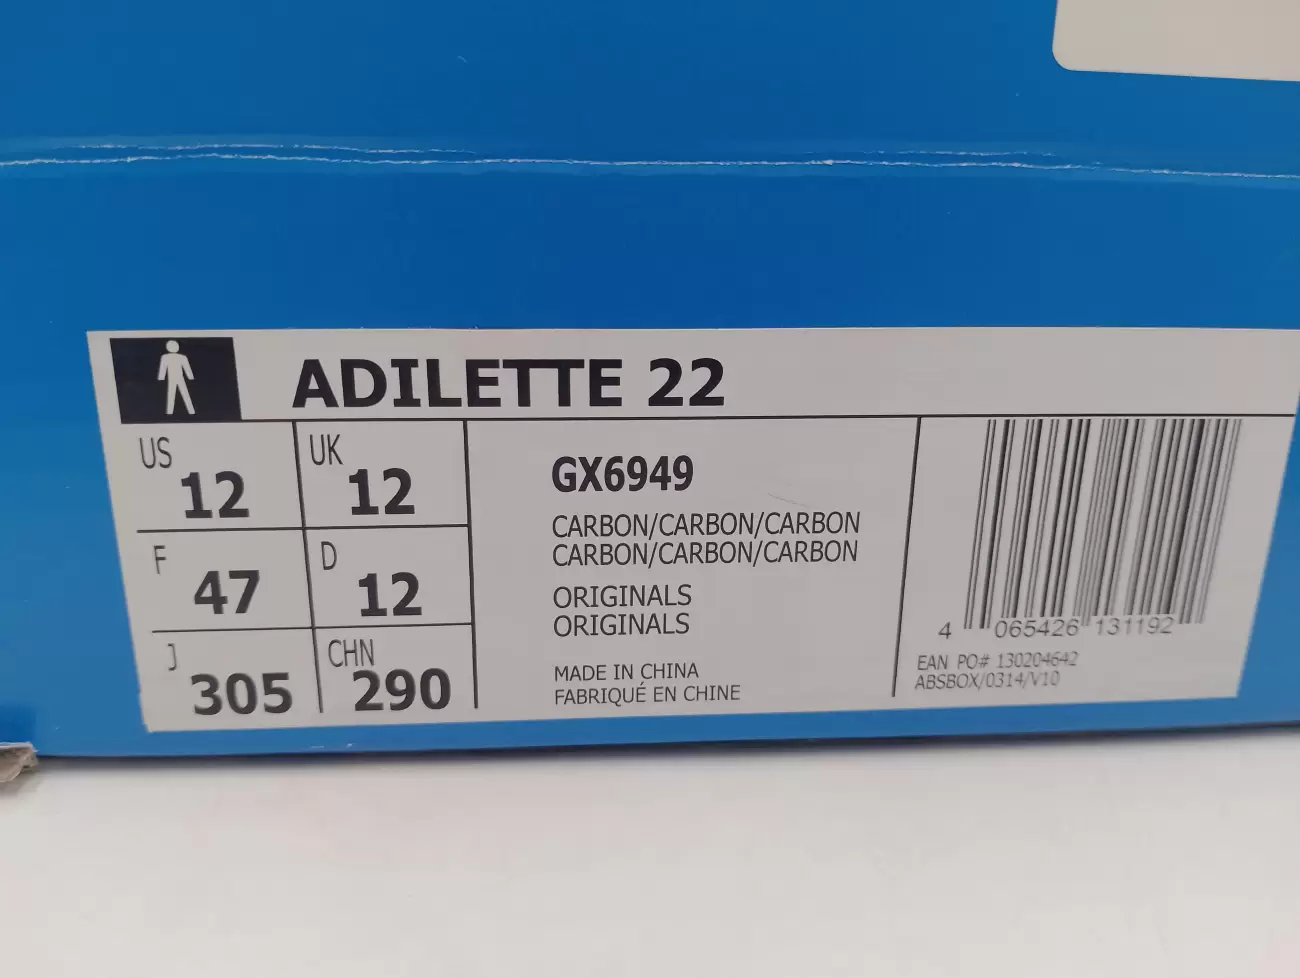 ADILETTE 22
US 12 UK 12
F 47 D 12
J 305 CHN 290
GX6949
CARBON/CARBON/CARBON
CARBON/CARBON/CARBON
ORIGINALS
ORIGINALS
MADE IN CHINA
FABRIQUÉ EN CHINE
4 065426 131192
EAN PO# 130204642
ABSBOX/0314/V10